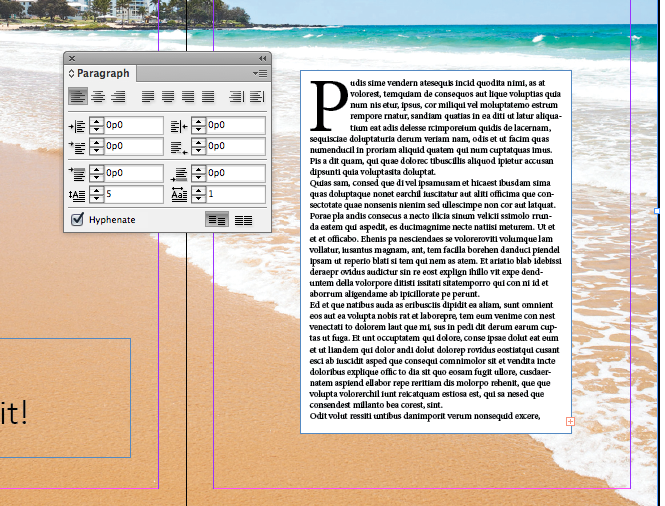 Paragraph
0p0
0p0
0p0
0p0
0p0
0p0
5
1
Hyphenate
it!
Pudis sime vendern atesequis incid quodita nimi, as at
volorest, temquiam de consequos aut lique voluptias quia
num nis etur, ipsus, cor miliqui vel moluptatemo estrum
rempore rnatur, sandiam quatias in ea diti ut latur aliqua-
tium eat adis delesse rcimporeium quidis de lacernam,
sequisciae doluptaturia derum veriam nam, odis et ut facim quas
numenducil in proriam aliquid quatem qui num cuptatquas imus.
Pis a dit quam, qui quae dolorec tibuscillis aliquod ipietur accusan
dipsunti quia voluptasita doluptat.
Quias sam, consed que di vel ipsamusam et hicaest ibusdam sima
quas doluptaque nonet earchil iuscitatur aut aliti officima que con-
sectotate quae nonsenis nienim sed ullescimpe non cor aut latquat.
Porae pla andis consecus a necto ilicia sinum velicii ssimolo rrun-
da eatem qui aspedit, es ducimagnime necte natiisi meturem. Ut et
et et officabo. Ehenis pa nesciendaes se voloreroviti volumque lam
vollatur, iusantus magnam, ant, tem facilla borehen danduci piendel
ipsam ut reperio blati si tem qui nem as atem. Et ariatio blab idebissi
deraepr ovidus audictur sin re eost explign ihillo vit expe dend-
untem della volorpore ditisti issitati sitatemporro qui con ni id et
aborrum aligendame ab ipicillorate pe perunt.
Ed et que natibus auda as eribusciis dipidit ea aliam, sunt omnient
eos aut ea volupta nobis rat et laborepre, tem eum venime con nest
venectati to dolorem laut que mi, sus in pedi dit derum earum cup-
tas ut fuga. Et unt occuptatem qui dolore, conse ipsae dolut eat eum
et ut liandem qui dolor andi dolut dolorep rovidus eostiatqui cusant
esci ab iuscidit asped que consequi comnimolor sit et vendita incte
doloribus explique offic to dia sit quo eosam fugit ullore, cusdaer-
natem aspiend ellabor repe reritiam dis molorpo rehenit, que que
volupta volorerchil iunt reicatquam estiosa est, qui sa nesed que
consendest millanto bea corest, sint.
Odit volut ressiti untibus danimporit verum nonsequid excere,